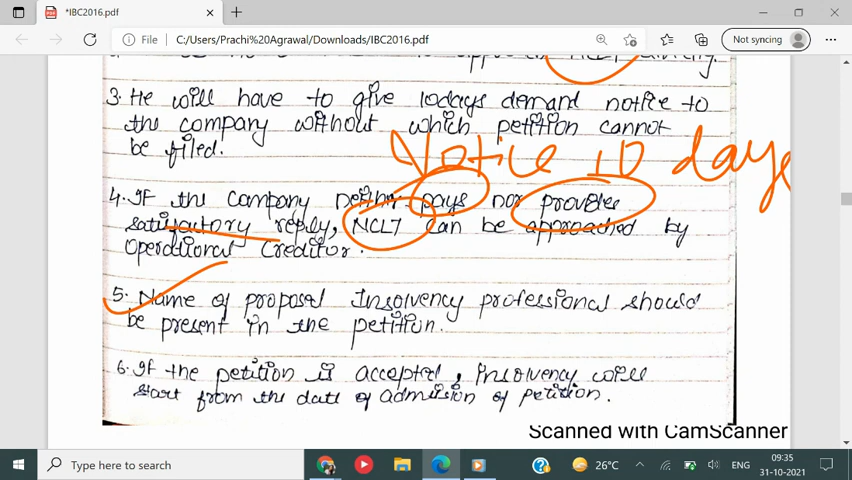 *IBC2016.pdf
File
C:/Users/Prachi%20Agrawal/Downloads/IBC2016.pdf
Not syncing
3. He will have to give 10days demand notice to
the company without which petition cannot
be filed.
Notice 10 days
4. If the company neither pays nor provides
satisfactory reply, NCLT can be approached by
Operational Creditor.
5. Name of proposal Insolvency professional should
be present in the petition.
6. If the petition is accepted, insolvency will
start from the date of admission of petition.
Scanned with CamScanner
Type here to search
26°C
ENG
09:35
31-10-2021